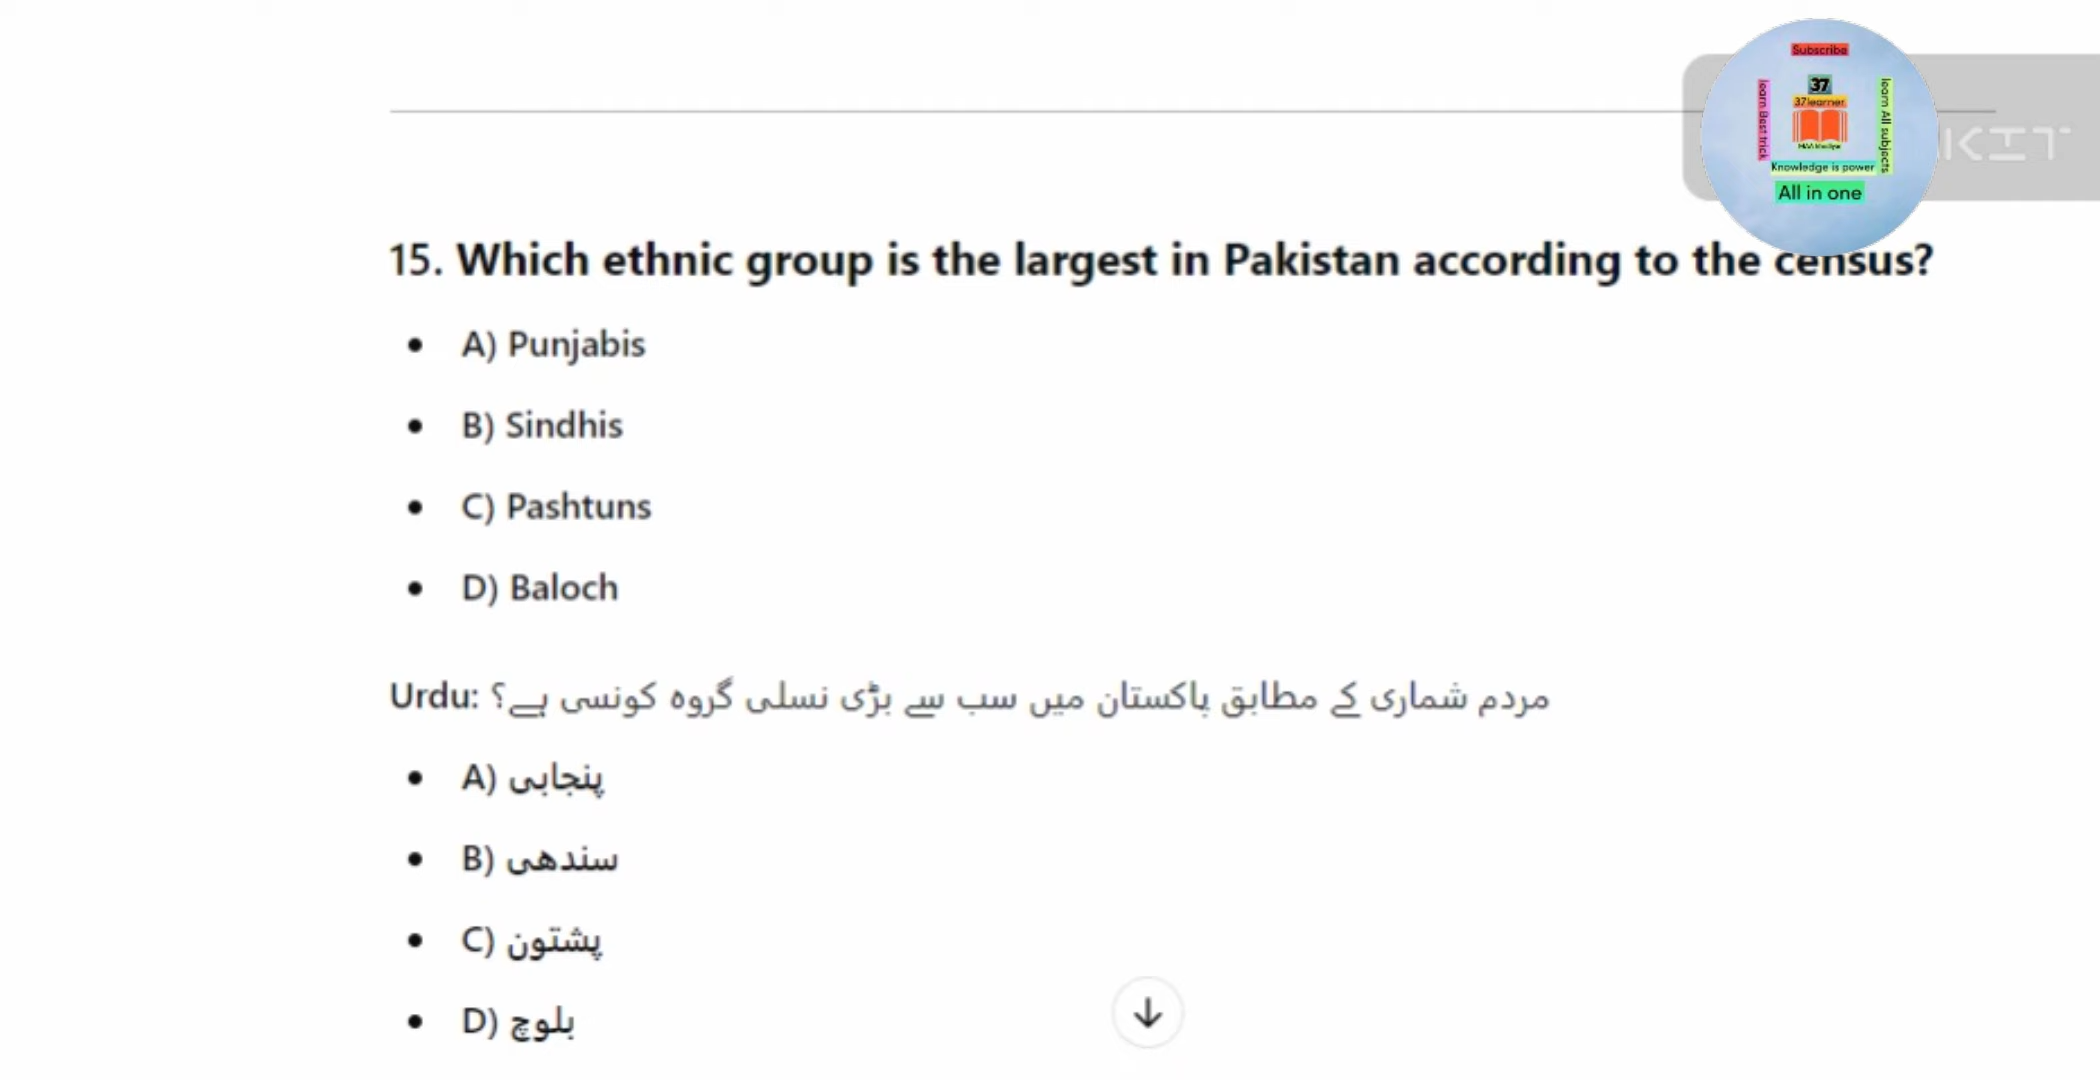 Subscribe
37
37learner
learn Best trick
learn All subjects
Knowledge is power
All in one
KIT
15. Which ethnic group is the largest in Pakistan according to the census?
• A) Punjabis
• B) Sindhis
• C) Pashtuns
• D) Baloch
Urdu: مردم شماری کے مطابق پاکستان میں سب سے بڑی نسلی گروہ کونسی ہے؟
• A) پنجابی
• B) سندھی
• C) پشتون
• D) بلوچ